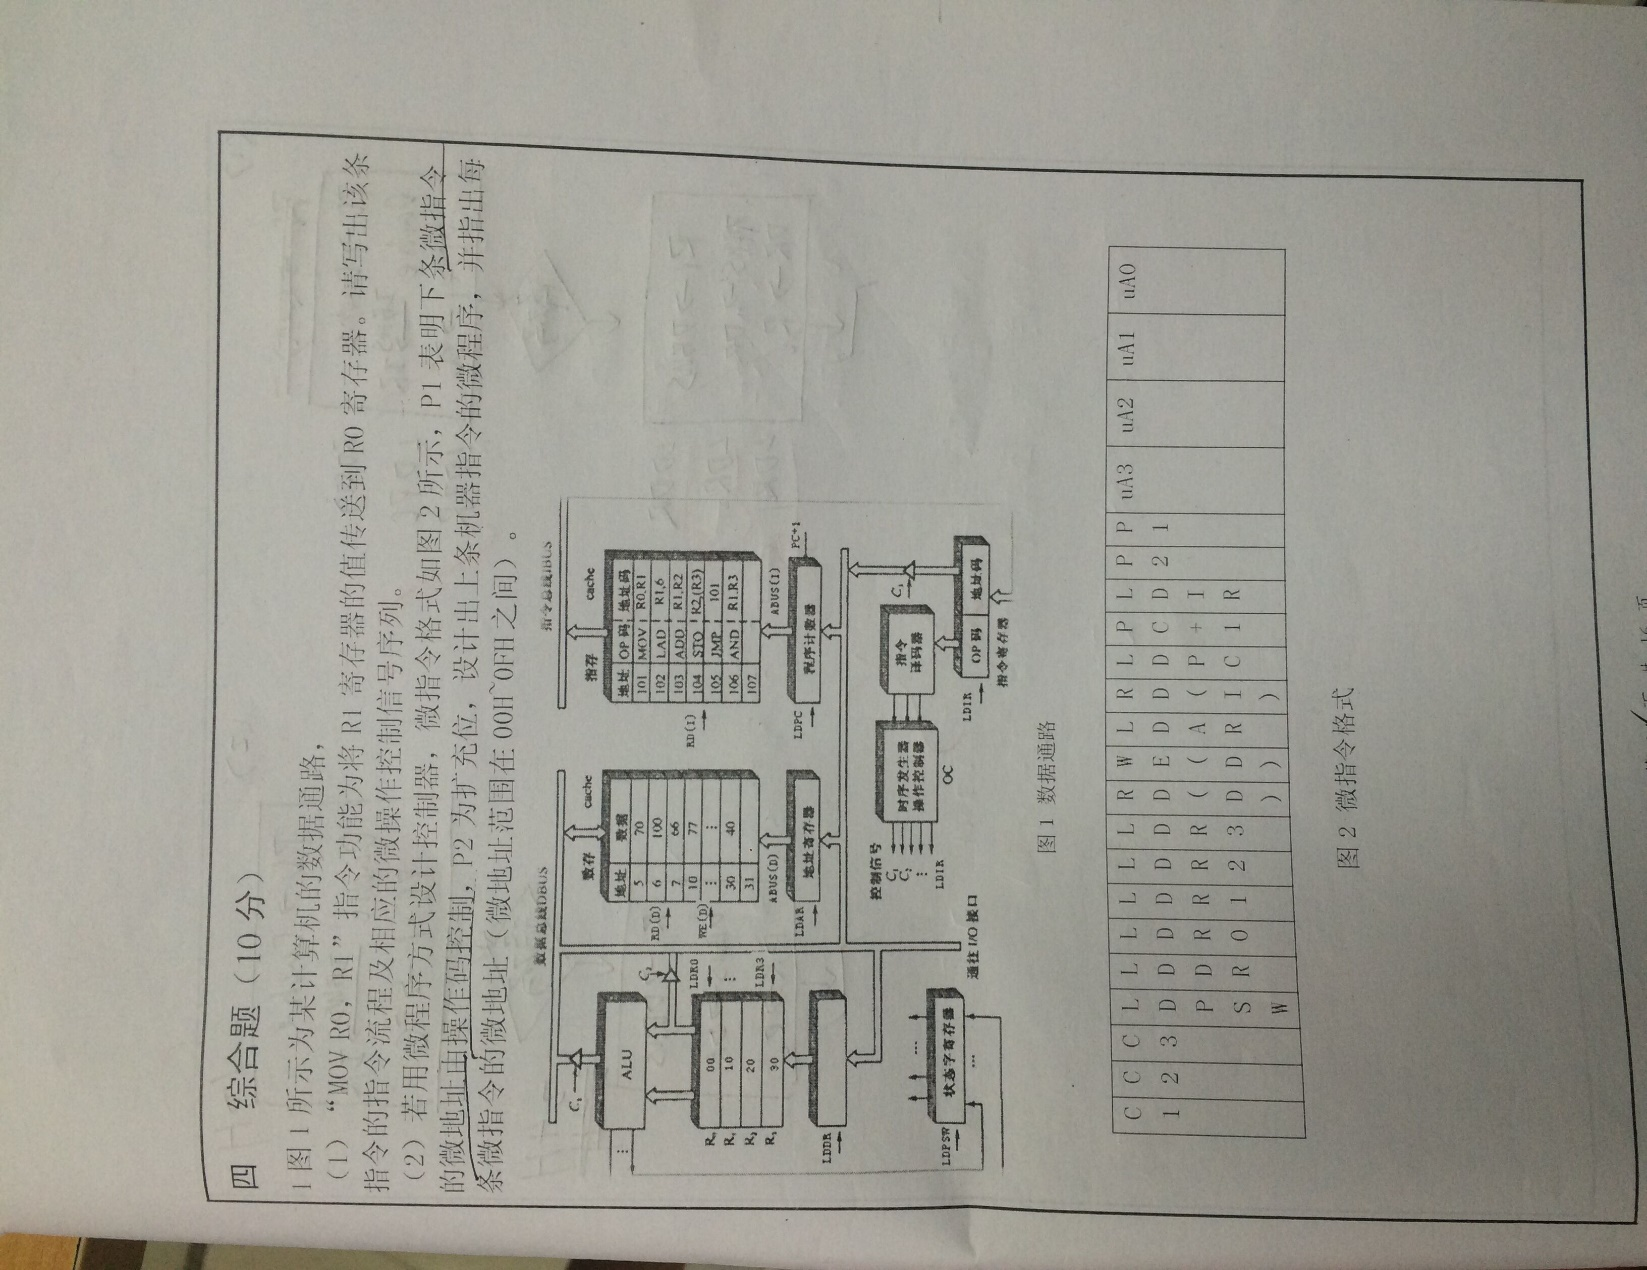 四 综合题（10分）
1 图1所示为某计算机的数据通路，
（1）“MOV R0，R1”指令功能为将R1寄存器的值传送到R0寄存器。请写出该条
指令的指令流程及相应的微操作控制信号序列。
（2）若用微程序方式设计控制器，微指令格式如图2所示，P1表明下条微指令
的微地址由操作码控制，P2为扩充位，设计出上条机器指令的微程序，并指出每
条微指令的微地址（微地址范围在00H~0FH之间）。
数据总线DBUS
指令总线IBUS
C₁
ALU
C₂
R₀ 00
R₁ 10
R₂ 20
R₃ 30
LDR0
⋮
LDR3
LDDR
LDPSW
状态字寄存器
数存 cache
地址 数据
5 70
6 100
7 66
10 77
⋮ ⋮
30 40
31
RD(D)
WE(D)
ABUS(D)
LDAR
地址寄存器
指存 cache
地址 OP码 地址码
101 MOV R0,R1
102 LAD R1,6
103 ADD R1,R2
104 STO R2,(R3)
105 JMP 101
106 AND R1,R3
107
RD(I)
ABUS(I)
LDPC
程序计数器
PC+1
控制信号
C₁
C₂
⋮
LDIR
时序发生器
操作控制器
OC
指令
译码器
LDIR
OP码 地址码
指令寄存器
通往I/O接口
图1 数据通路
C C C L L L L L L R W L R L P L P P uA3 uA2 uA1 uA0
1 2 3 D D D D D D D E D D D C D 2 1
P D R R R R ( ( A ( P + I
S R 0 1 2 3 D D R I C 1 R
W ) ) )
图2 微指令格式